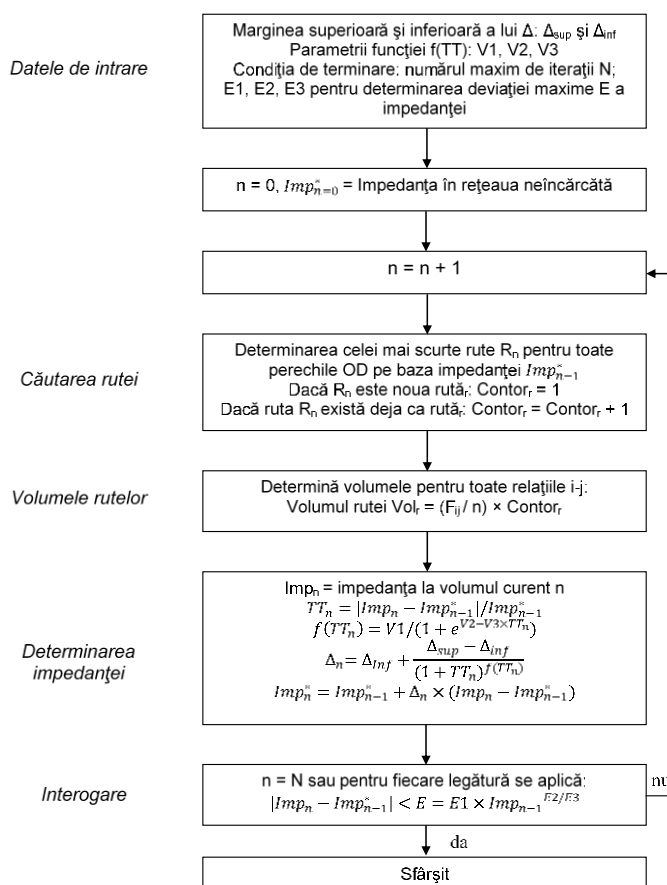 Datele de intrare
Marginea superioară şi inferioară a lui Δ: Δsup şi Δinf
Parametrii funcţiei f(TT): V1, V2, V3
Condiţia de terminare: numărul maxim de iteraţii N;
E1, E2, E3 pentru determinarea deviaţiei maxime E a
impedanţei
n = 0, Imp*n=0 = Impedanţa în reţeaua neîncărcată
n = n + 1
Căutarea rutei
Determinarea celei mai scurte rute Rn pentru toate
perechile OD pe baza impedanţei Imp*n−1
Dacă Rn este noua rutăr: Contorr = 1
Dacă ruta Rn există deja ca rutăr: Contorr = Contorr + 1
Volumele rutelor
Determină volumele pentru toate relaţiile i-j:
Volumul rutei Volr = (Fij / n) × Contorr
Determinarea
impedanţei
Impn = impedanţa la volumul curent n
TTn = |Impn − Imp*n−1|/Imp*n−1
f(TTn) = V1/(1 + e^(V2−V3×TTn))
Δn = ΔInf + (Δsup − Δinf)/(1 + TTn)^f(TTn)
Imp*n = Imp*n−1 + Δn × (Impn − Imp*n−1)
Interogare
n = N sau pentru fiecare legătură se aplică:
|Impn − Imp*n−1| < E = E1 × Impn−1^E2/E3
nu
da
Sfârşit